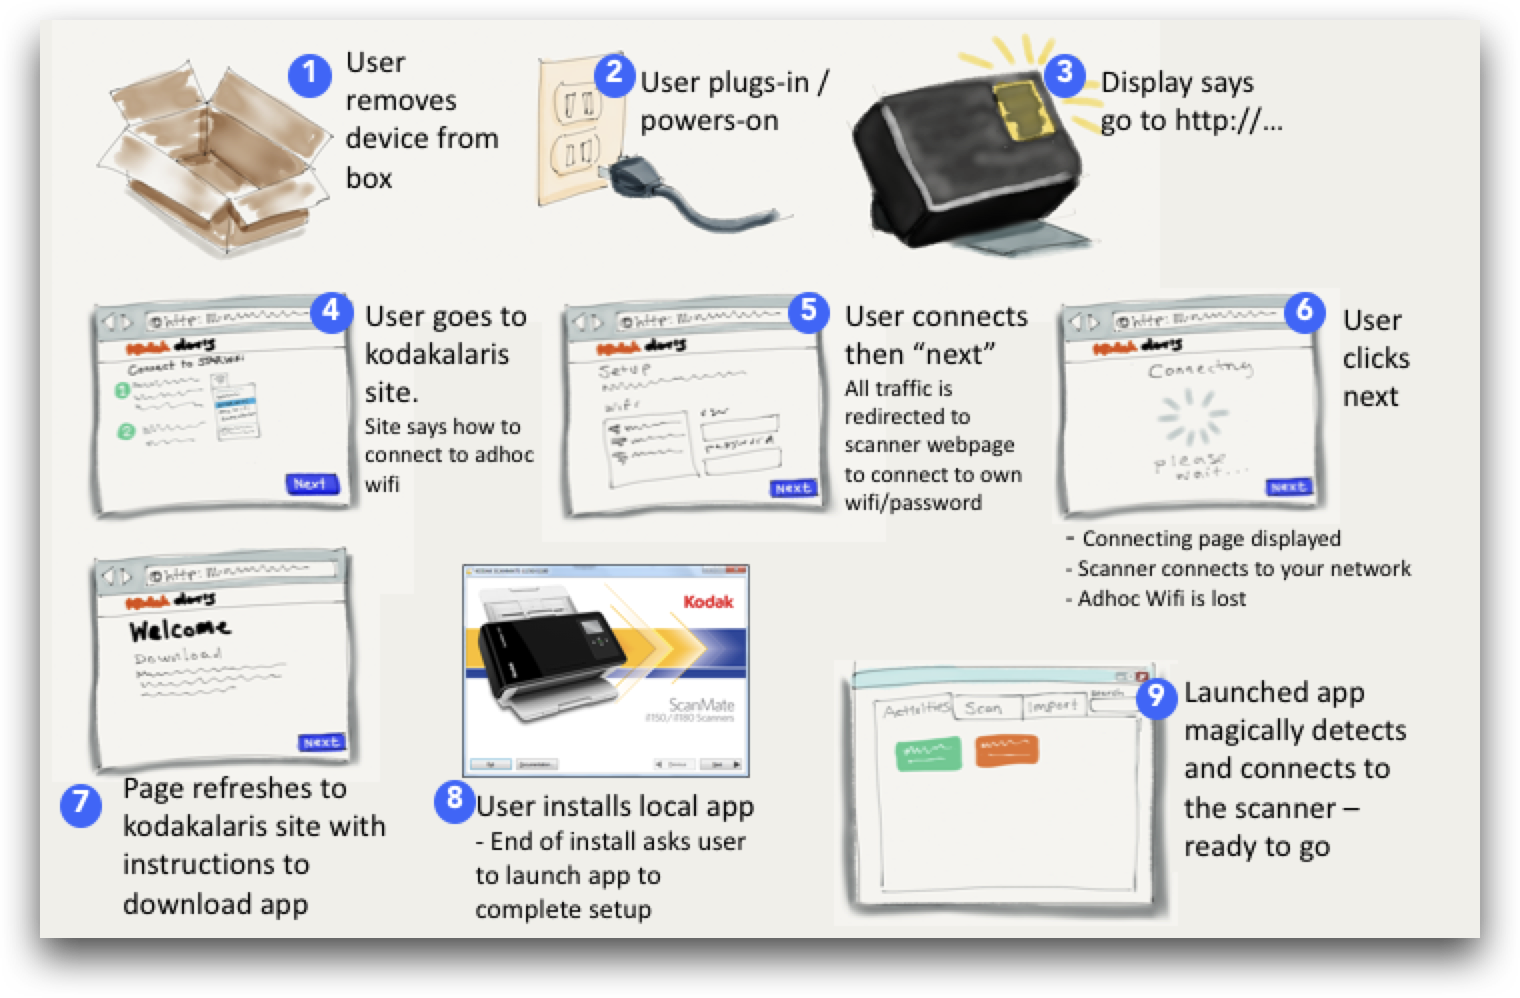 1
User
removes
device from
box
2
User plugs-in /
powers-on
3
Display says
go to http://...
http:
4
kodak
Connect to
1
2
Next
User goes to
kodakalaris
site.
Site says how to
connect to adhoc
wifi
http:
5
kodak
Setup
wifi
password
Next
User connects
then “next”
All traffic is
redirected to
scanner webpage
to connect to own
wifi/password
http:
6
kodak
Connecting
please
wait...
Next
User
clicks
next
- Connecting page displayed
- Scanner connects to your network
- Adhoc Wifi is lost
http:
kodak
Welcome
Download
Next
7
Page refreshes to
kodakalaris site with
instructions to
download app
Kodak
ScanMate
i1150 / i1180 Scanners
8
User installs local app
- End of install asks user
to launch app to
complete setup
Activities
Scan
Import
Search
9
Launched app
magically detects
and connects to
the scanner –
ready to go